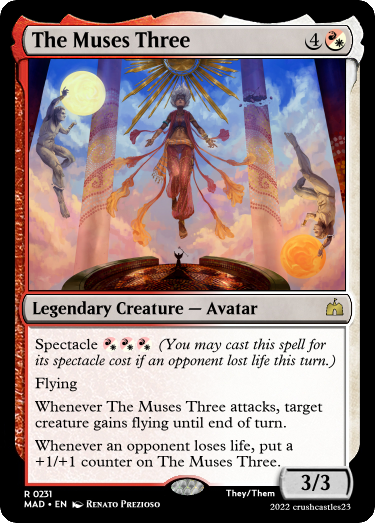 The Muses Three 4
Legendary Creature — Avatar
Spectacle (You may cast this spell for
its spectacle cost if an opponent lost life this turn.)
Flying
Whenever The Muses Three attacks, target
creature gains flying until end of turn.
Whenever an opponent loses life, put a
+1/+1 counter on The Muses Three.
3/3
R 0231
MAD • EN Renato Prezioso
They/Them
2022 crushcastles23